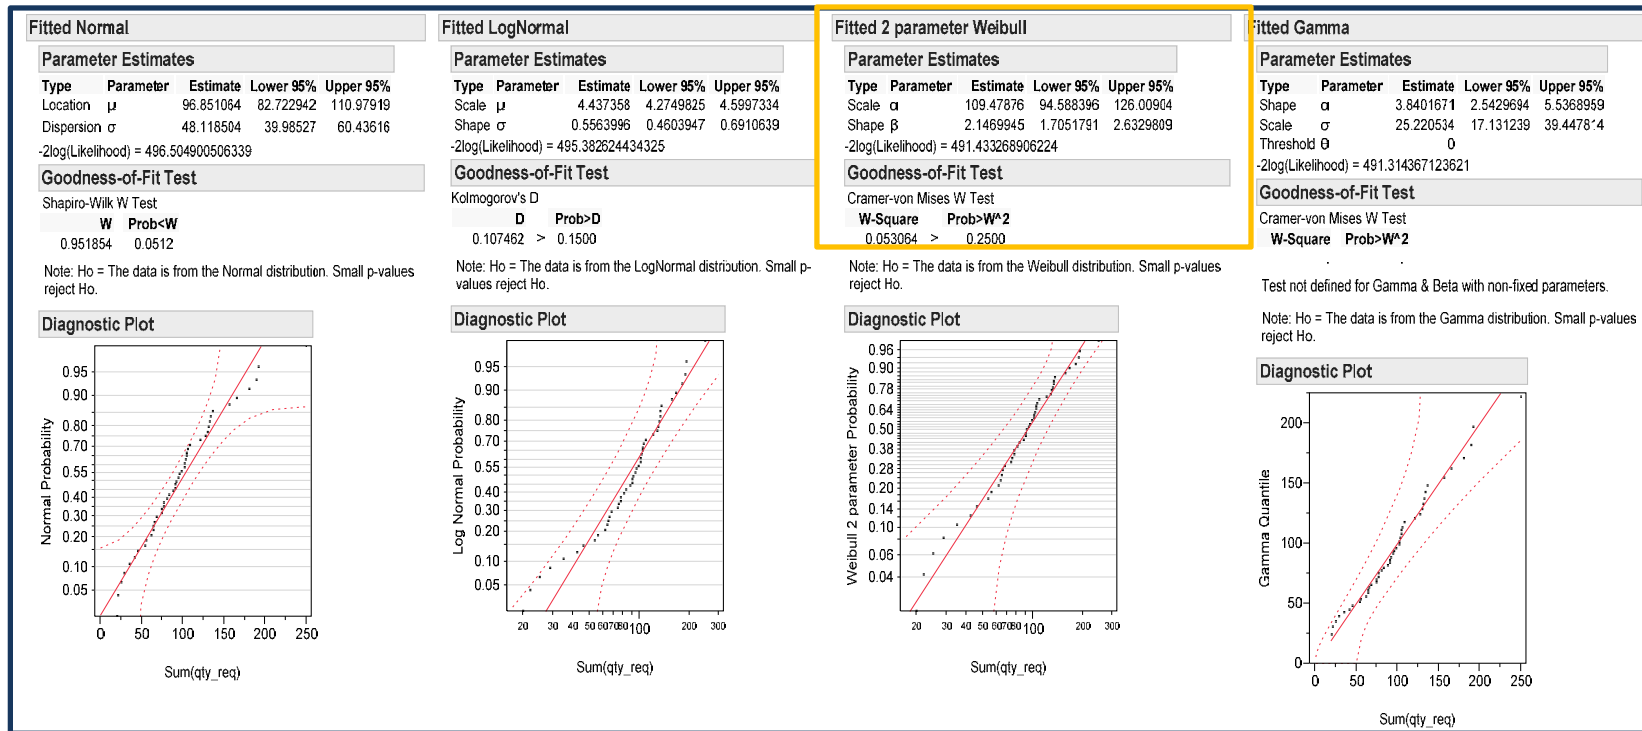 Fitted Normal
Parameter Estimates
Type Parameter Estimate Lower 95% Upper 95%
Location μ 96.851064 82.722942 110.97919
Dispersion σ 48.118504 39.98527 60.43616
-2log(Likelihood) = 496.504900506339
Goodness-of-Fit Test
Shapiro-Wilk W Test
W Prob<W
0.951854 0.0512
Note: Ho = The data is from the Normal distribution. Small p-values
reject Ho.
Diagnostic Plot
Normal Probability
0.95
0.90
0.80
0.70
0.55
0.40
0.30
0.20
0.10
0.05
0 50 100 150 200 250
Sum(qty_req)
Fitted LogNormal
Parameter Estimates
Type Parameter Estimate Lower 95% Upper 95%
Scale μ 4.437358 4.2749825 4.5997334
Shape σ 0.5563996 0.4603947 0.6910639
-2log(Likelihood) = 495.382624434325
Goodness-of-Fit Test
Kolmogorov's D
D Prob>D
0.107462 > 0.1500
Note: Ho = The data is from the LogNormal distribution. Small p-
values reject Ho.
Diagnostic Plot
Log Normal Probability
0.95
0.90
0.80
0.70
0.55
0.40
0.30
0.20
0.10
0.05
20 30 40 50 60 70 80 100 200 300
Sum(qty_req)
Fitted 2 parameter Weibull
Parameter Estimates
Type Parameter Estimate Lower 95% Upper 95%
Scale α 109.47876 94.588396 126.00904
Shape β 2.1469945 1.7051791 2.6329809
-2log(Likelihood) = 491.433268906224
Goodness-of-Fit Test
Cramer-von Mises W Test
W-Square Prob>W^2
0.053064 > 0.2500
Note: Ho = The data is from the Weibull distribution. Small p-values
reject Ho.
Diagnostic Plot
Weibull 2 parameter Probability
0.96
0.90
0.78
0.64
0.50
0.38
0.28
0.20
0.14
0.10
0.06
0.04
20 30 40 50 60 70 80 100 200 300
Sum(qty_req)
Fitted Gamma
Parameter Estimates
Type Parameter Estimate Lower 95% Upper 95%
Shape α 3.8401671 2.5429694 5.5368959
Scale σ 25.220534 17.131239 39.447814
Threshold θ 0
-2log(Likelihood) = 491.314367123621
Goodness-of-Fit Test
Cramer-von Mises W Test
W-Square Prob>W^2
. .
Test not defined for Gamma & Beta with non-fixed parameters.
Note: Ho = The data is from the Gamma distribution. Small p-values
reject Ho.
Diagnostic Plot
Gamma Quantile
200
150
100
50
0
0 50 100 150 200 250
Sum(qty_req)